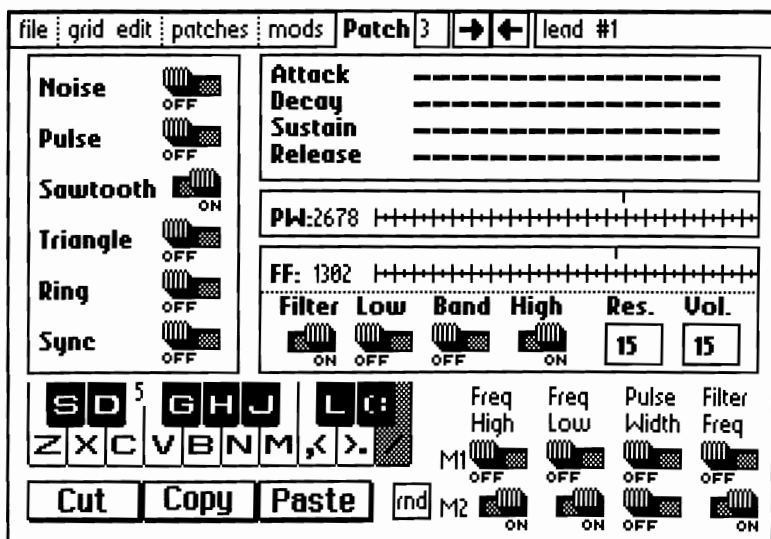 file grid edit patches mods Patch 3 lead #1
Noise OFF
Pulse OFF
Sawtooth ON
Triangle OFF
Ring OFF
Sync OFF
Attack
Decay
Sustain
Release
PW:2678
FF: 1302
Filter Low Band High Res. Vol.
ON OFF OFF ON 15 15
S D 5 G H J L [:
Z X C V B N M ,< >. /
Cut Copy Paste rnd
Freq High Freq Low Pulse Width Filter Freq
M1 OFF OFF OFF OFF
M2 ON ON OFF ON